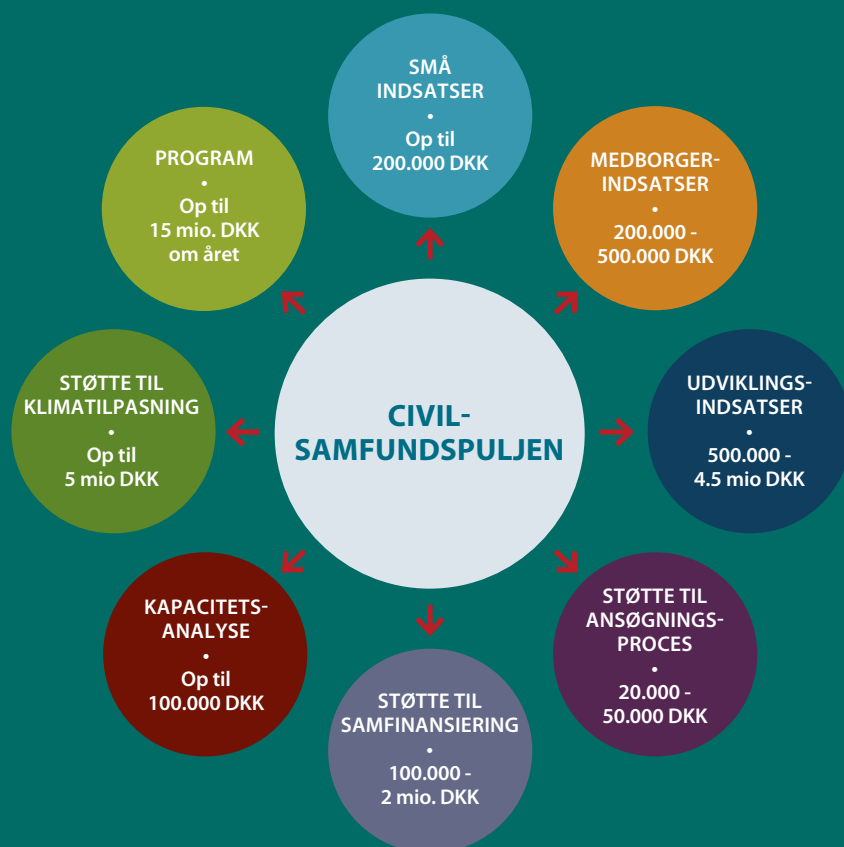 CIVIL-
SAMFUNDSPULJEN
SMÅ
INDSATSER
•
Op til
200.000 DKK
MEDBORGER-
INDSATSER
•
200.000 -
500.000 DKK
UDVIKLINGS-
INDSATSER
•
500.000 -
4.5 mio DKK
STØTTE TIL
ANSØGNINGS-
PROCES
•
20.000 -
50.000 DKK
STØTTE TIL
SAMFINANSIERING
•
100.000 -
2 mio. DKK
KAPACITETS-
ANALYSE
•
Op til
100.000 DKK
STØTTE TIL
KLIMATILPASNING
•
Op til
5 mio DKK
PROGRAM
•
Op til
15 mio. DKK
om året